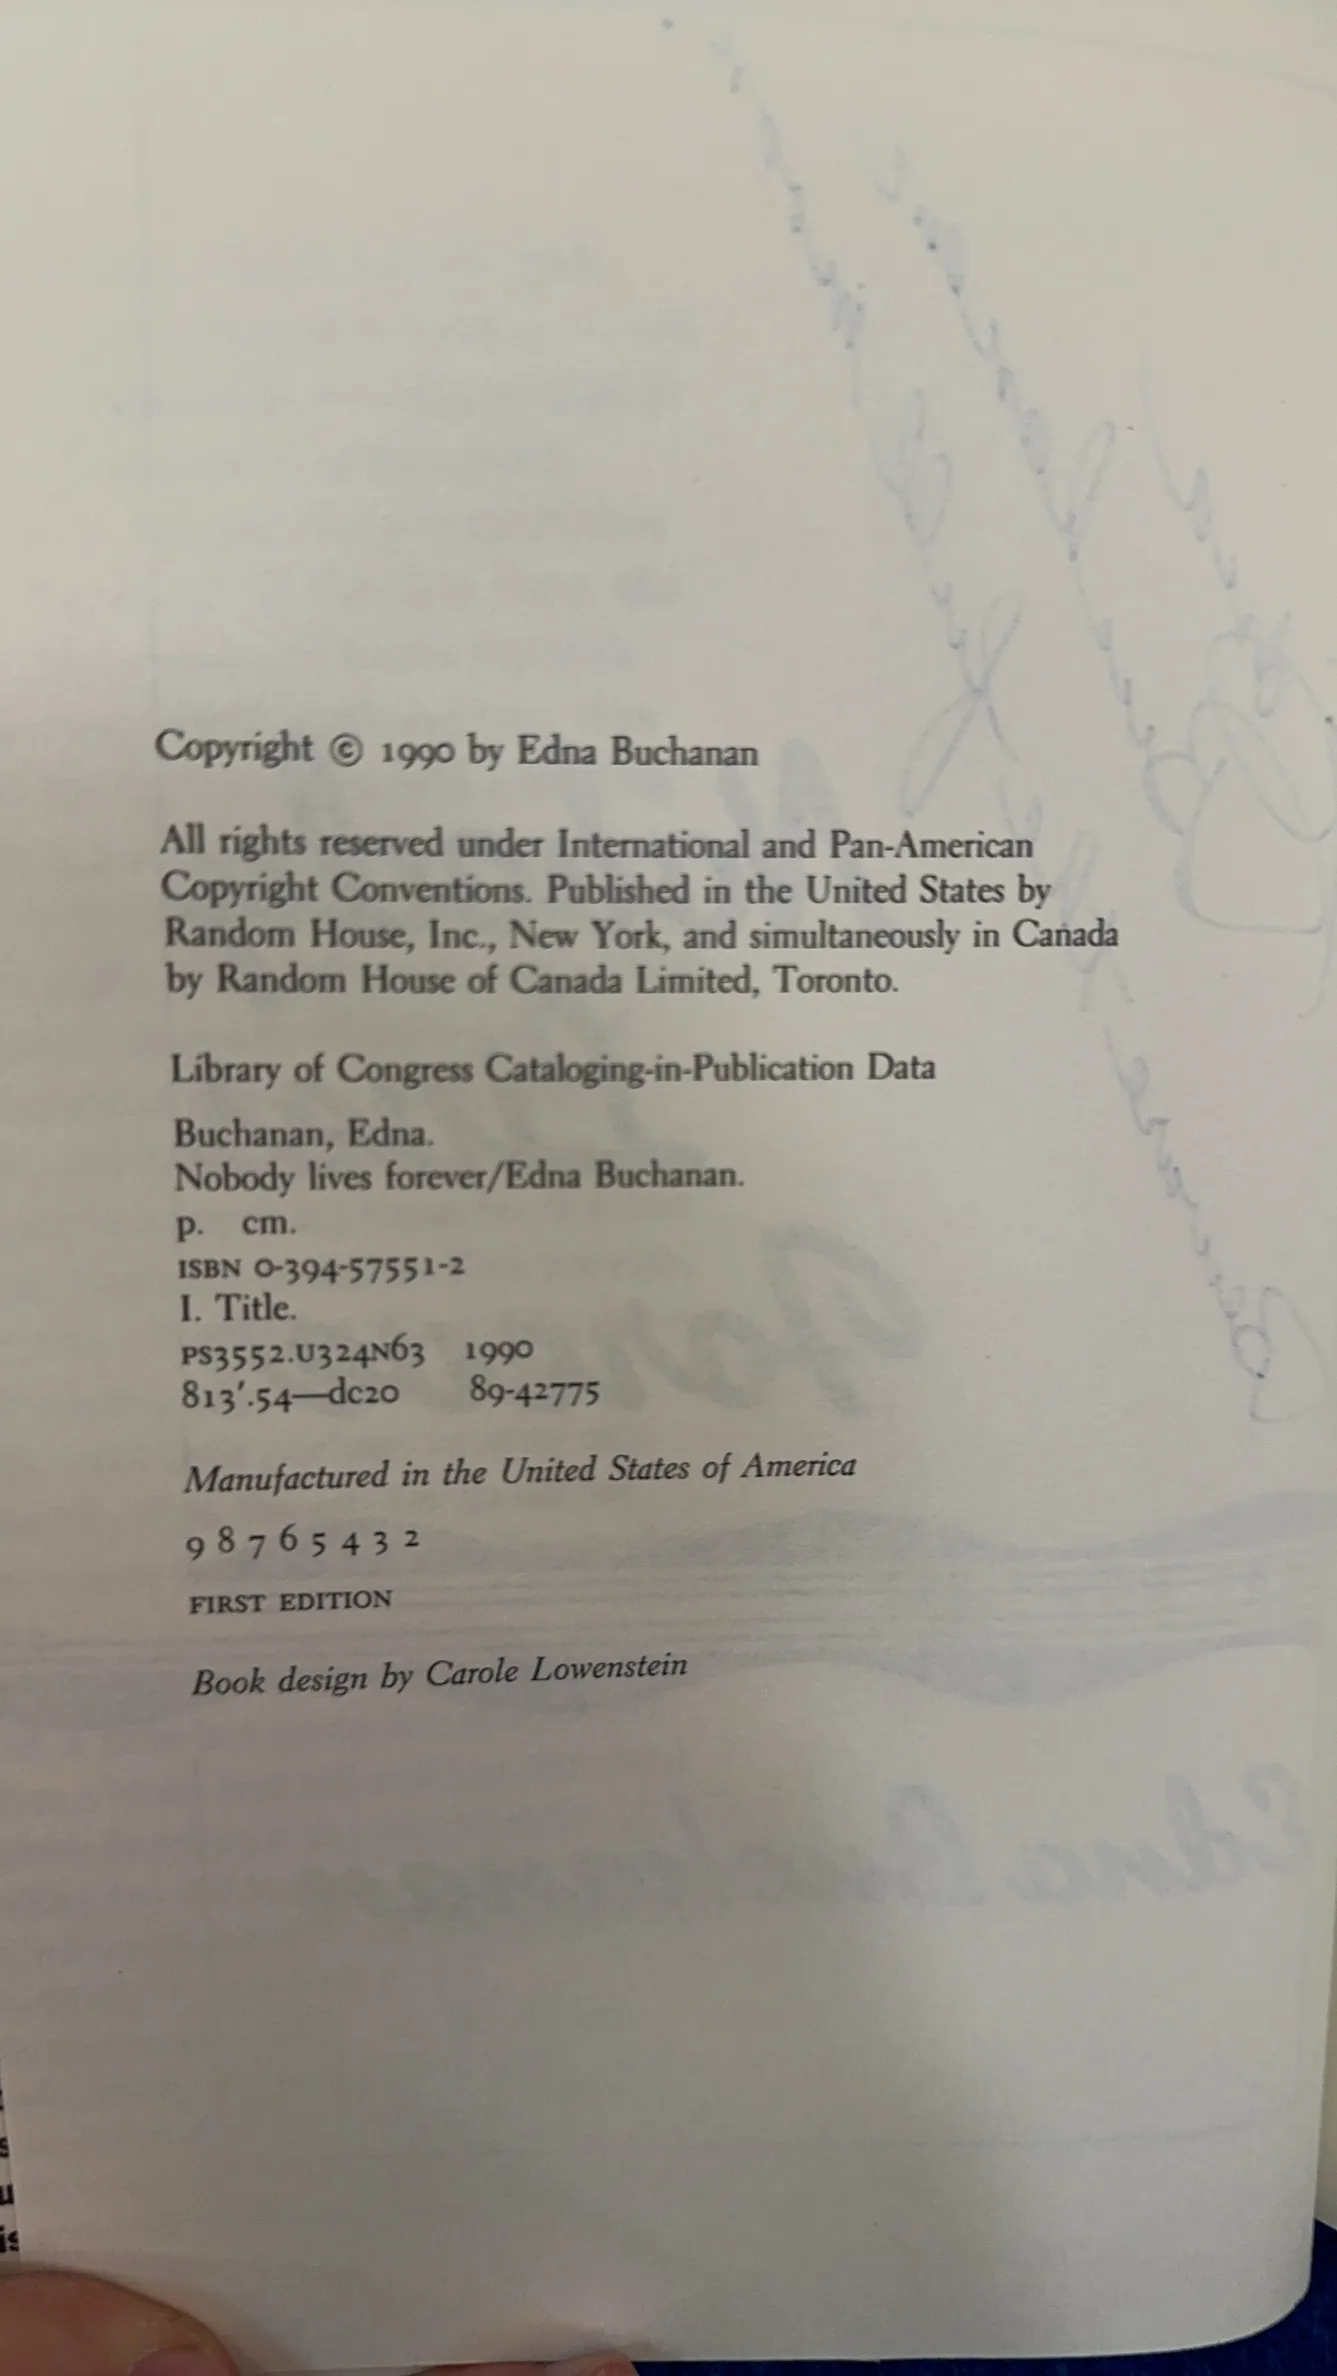 Copyright © 1990 by Edna Buchanan
All rights reserved under International and Pan-American
Copyright Conventions. Published in the United States by
Random House, Inc., New York, and simultaneously in Canada
by Random House of Canada Limited, Toronto.
Library of Congress Cataloging-in-Publication Data
Buchanan, Edna.
Nobody lives forever/Edna Buchanan.
p. cm.
ISBN 0-394-57551-2
I. Title.
PS3552.U324N63 1990
813'.54—dc20 89-42775
Manufactured in the United States of America
9 8 7 6 5 4 3 2
FIRST EDITION
Book design by Carole Lowenstein